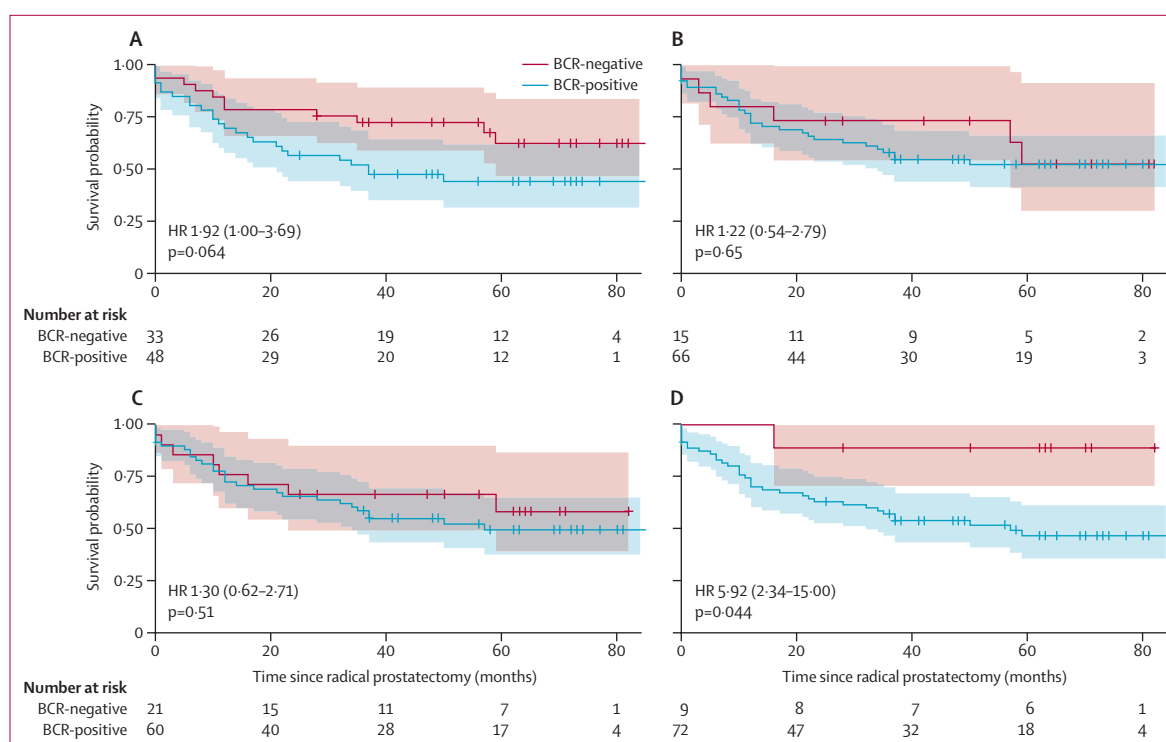 A
B
BCR-negative
BCR-positive
1·00
0·75
0·50
0·25
0
Survival probability
HR 1·92 (1·00–3·69)
p=0·064
0 20 40 60 80
HR 1·22 (0·54–2·79)
p=0·65
0 20 40 60 80
Number at risk
BCR-negative 33 26 19 12 4 15 11 9 5 2
BCR-positive 48 29 20 12 1 66 44 30 19 3
C
D
1·00
0·75
0·50
0·25
0
Survival probability
HR 1·30 (0·62–2·71)
p=0·51
0 20 40 60 80
HR 5·92 (2·34–15·00)
p=0·044
0 20 40 60 80
Time since radical prostatectomy (months)
Time since radical prostatectomy (months)
Number at risk
BCR-negative 21 15 11 7 1 9 8 7 6 1
BCR-positive 60 40 28 17 4 72 47 32 18 4